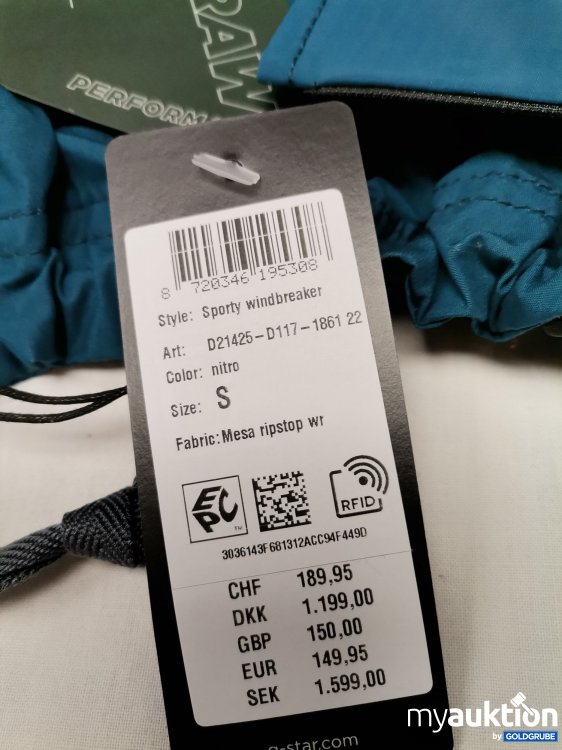 RAW
PERFORM
8 720346 195308
Style: Sporty windbreaker
Art: D21425-D117-1861 22
Color: nitro
Size: S
Fabric: Mesa ripstop wr
EPC
TM
RFID
3036143F681312ACC94F449D
CHF 189,95
DKK 1.199,00
GBP 150,00
EUR 149,95
SEK 1.599,00
g-star.com
myauktion
by GOLDGRUBE